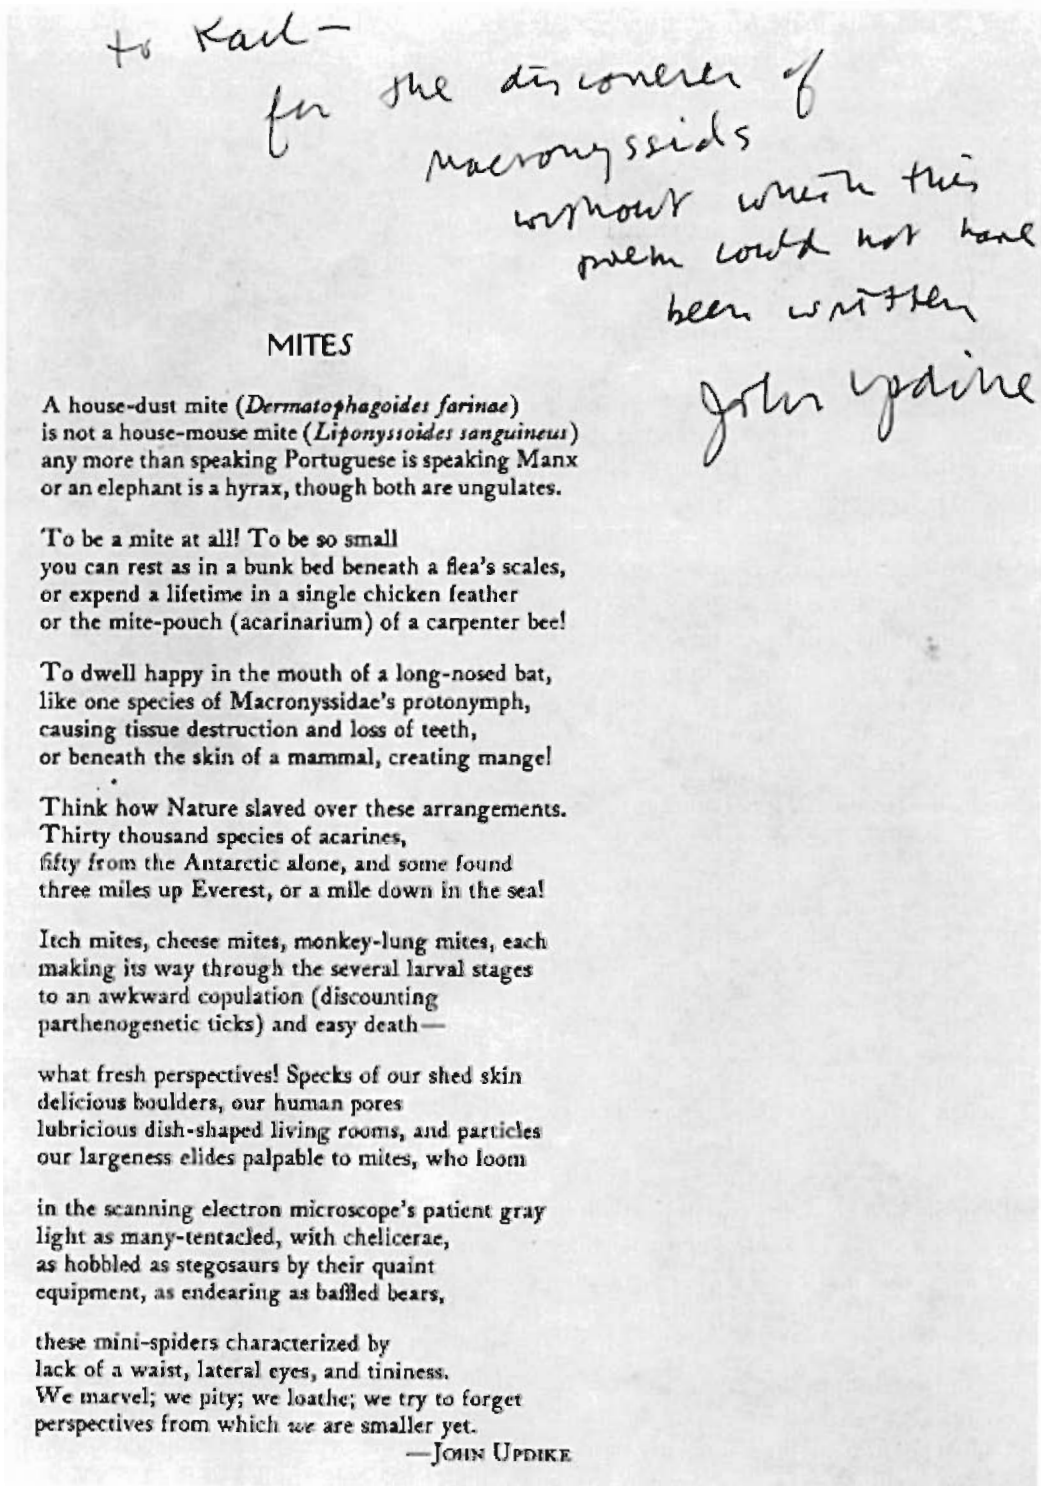 to Karl—
for the discoverer of
macronyssids
without which this
poem could not have
been written
John Updike
MITES
A house-dust mite (Dermatophagoides farinae)
is not a house-mouse mite (Liponyssoides sanguineus)
any more than speaking Portuguese is speaking Manx
or an elephant is a hyrax, though both are ungulates.
To be a mite at all! To be so small
you can rest as in a bunk bed beneath a flea's scales,
or expend a lifetime in a single chicken feather
or the mite-pouch (acarinarium) of a carpenter bee!
To dwell happy in the mouth of a long-nosed bat,
like one species of Macronyssidae's protonymph,
causing tissue destruction and loss of teeth,
or beneath the skin of a mammal, creating mange!
Think how Nature slaved over these arrangements.
Thirty thousand species of acarines,
fifty from the Antarctic alone, and some found
three miles up Everest, or a mile down in the sea!
Itch mites, cheese mites, monkey-lung mites, each
making its way through the several larval stages
to an awkward copulation (discounting
parthenogenetic ticks) and easy death—
what fresh perspectives! Specks of our shed skin
delicious boulders, our human pores
lubricious dish-shaped living rooms, and particles
our largeness elides palpable to mites, who loom
in the scanning electron microscope's patient gray
light as many-tentacled, with chelicerae,
as hobbled as stegosaurs by their quaint
equipment, as endearing as baffled bears,
these mini-spiders characterized by
lack of a waist, lateral eyes, and tininess.
We marvel; we pity; we loathe; we try to forget
perspectives from which we are smaller yet.
—JOHN UPDIKE